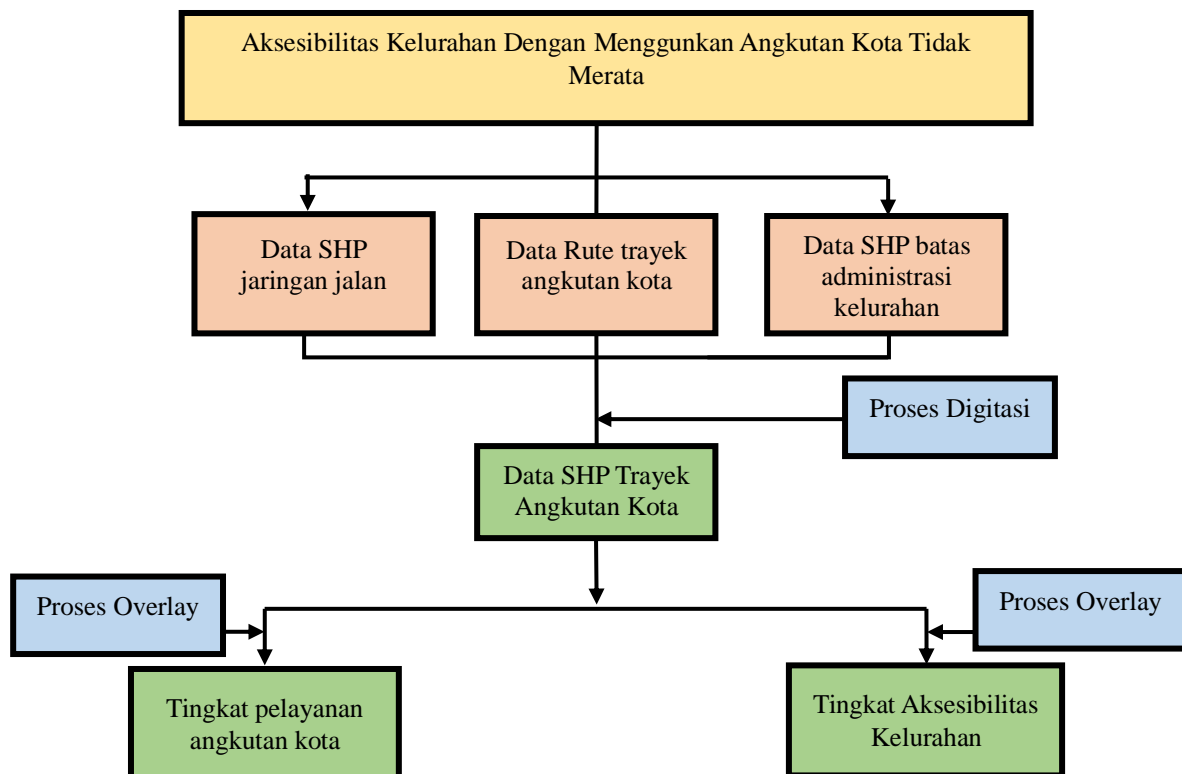 Aksesibilitas Kelurahan Dengan Menggunkan Angkutan Kota Tidak
Merata
Data SHP
jaringan jalan
Data Rute trayek
angkutan kota
Data SHP batas
administrasi
kelurahan
Proses Digitasi
Data SHP Trayek
Angkutan Kota
Proses Overlay
Proses Overlay
Tingkat pelayanan
angkutan kota
Tingkat Aksesibilitas
Kelurahan